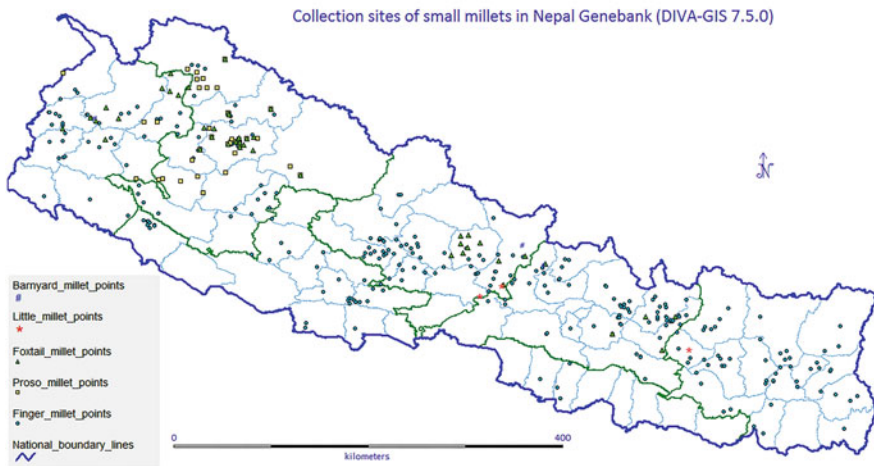 Collection sites of small millets in Nepal Genebank (DIVA-GIS 7.5.0)
N
Barnyard_millet_points
Little_millet_points
Foxtail_millet_points
Proso_millet_points
Finger_millet_points
National_boundary_lines
0
400
kilometers